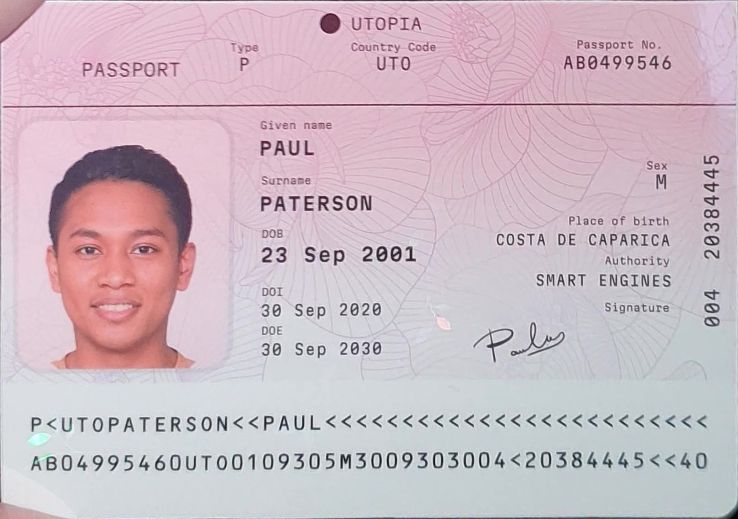 UTOPIA
PASSPORT
Type
P
Country Code
UTO
Passport No.
AB0499546
Given name
PAUL
Surname
PATERSON
DOB
23 Sep 2001
DOI
30 Sep 2020
DOE
30 Sep 2030
Sex
M
Place of birth
COSTA DE CAPARICA
Authority
SMART ENGINES
Signature
Paulus
004 20384445
P<UTOPATERSON<<PAUL<<<<<<<<<<<<<<<<<<<<<<<<<
AB04995460UTO0109305M3009303004<20384445<<40